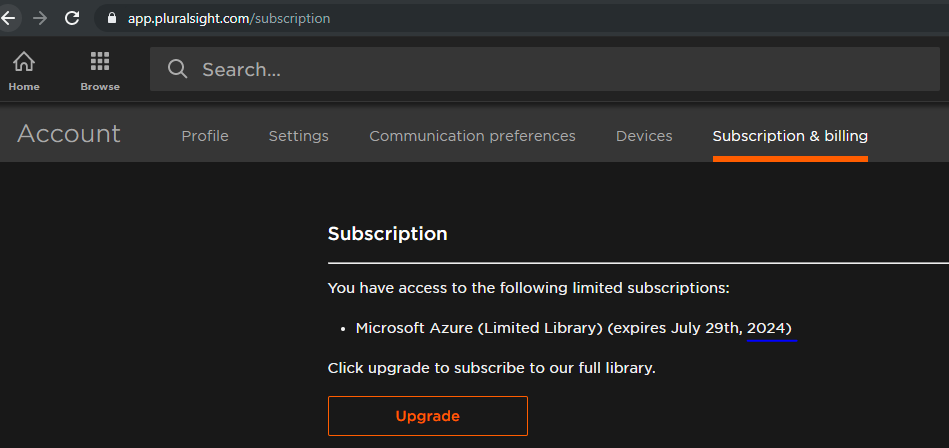 app.pluralsight.com/subscription
Home
Browse
Search...
Account
Profile
Settings
Communication preferences
Devices
Subscription & billing
Subscription
You have access to the following limited subscriptions:
• Microsoft Azure (Limited Library) (expires July 29th, 2024)
Click upgrade to subscribe to our full library.
Upgrade